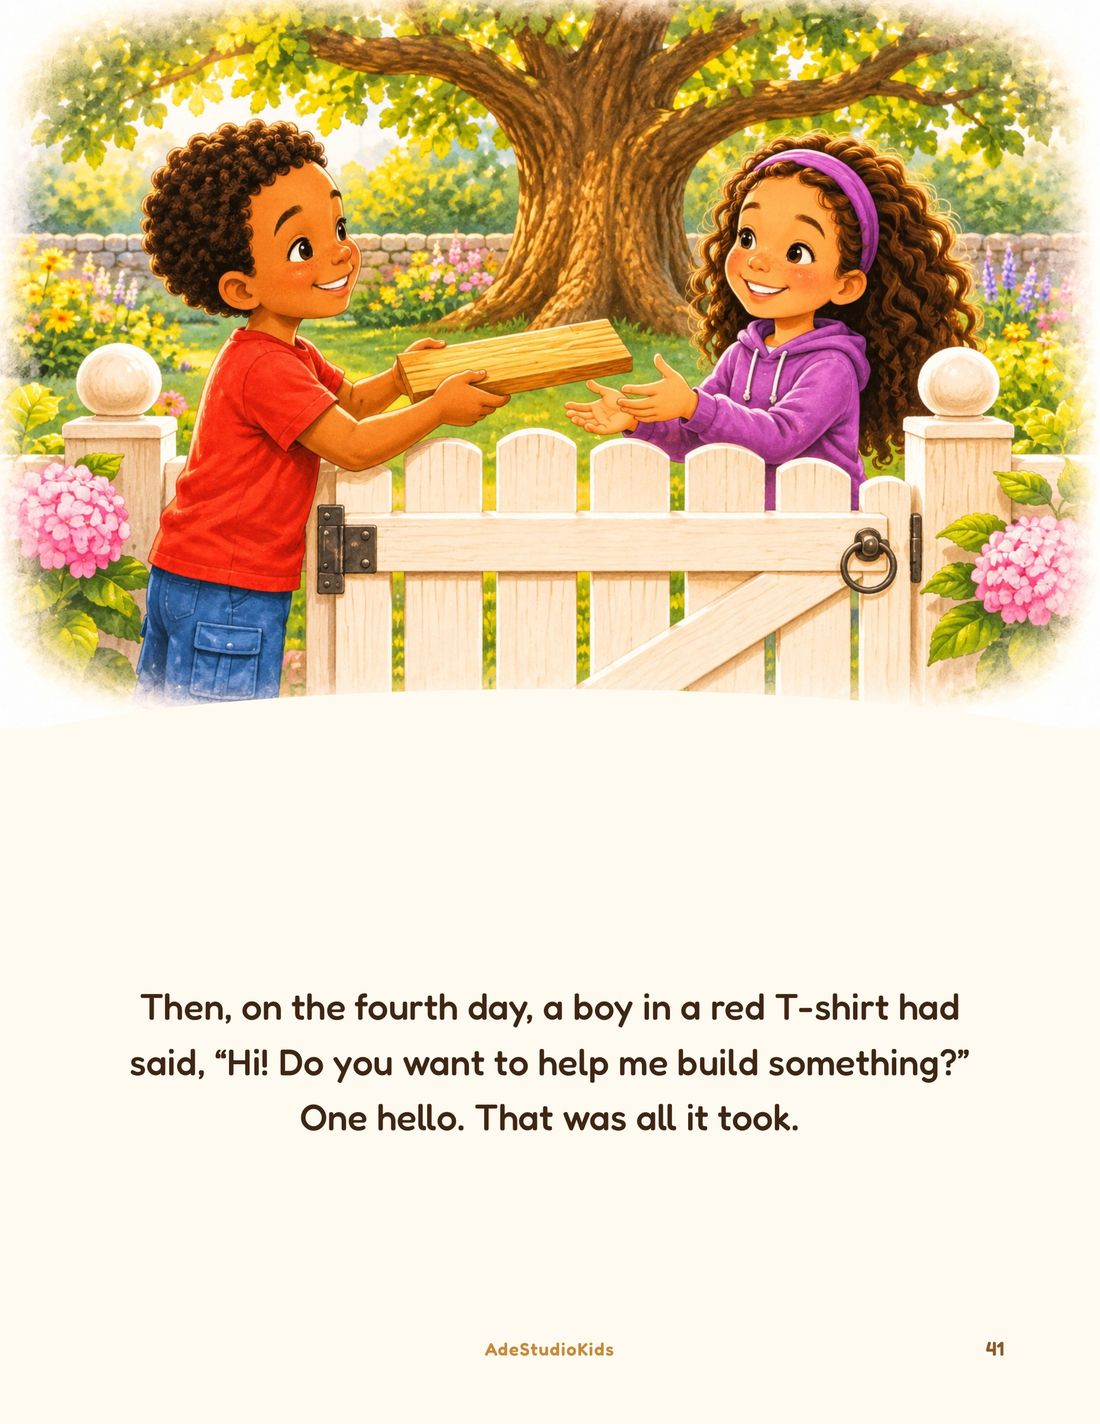 Then, on the fourth day, a boy in a red T-shirt had
said, “Hi! Do you want to help me build something?”
One hello. That was all it took.
AdeStudioKids
41